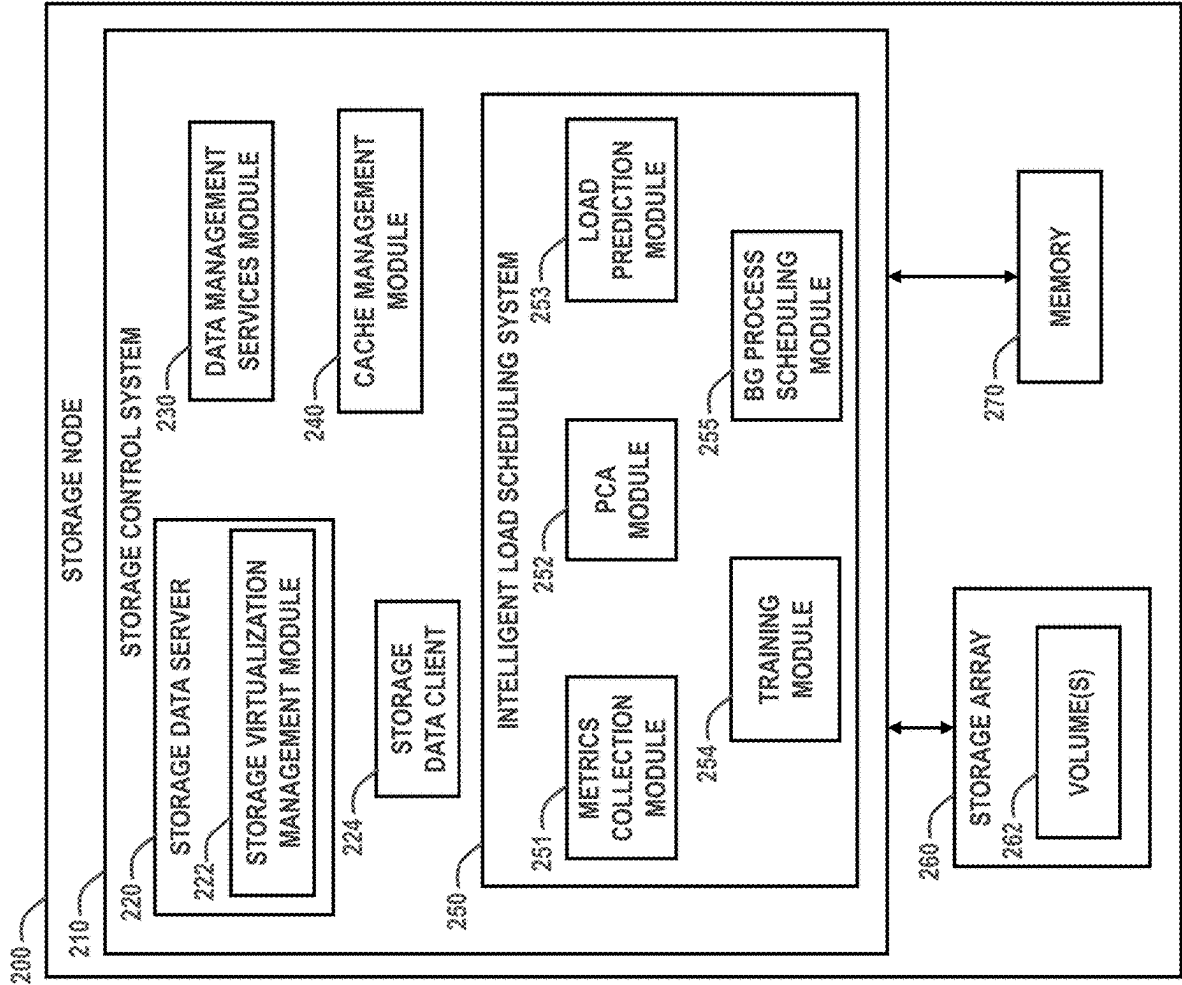 200
STORAGE NODE
210
STORAGE CONTROL SYSTEM
220
STORAGE DATA SERVER
222
STORAGE VIRTUALIZATION
MANAGEMENT MODULE
230
DATA MANAGEMENT
SERVICES MODULE
224
STORAGE
DATA CLIENT
240
CACHE MANAGEMENT
MODULE
250
INTELLIGENT LOAD SCHEDULING SYSTEM
251
METRICS
COLLECTION
MODULE
252
PCA
MODULE
253
LOAD
PREDICTION
MODULE
254
TRAINING
MODULE
255
BG PROCESS
SCHEDULING
MODULE
260
STORAGE ARRAY
262
VOLUME(S)
270
MEMORY